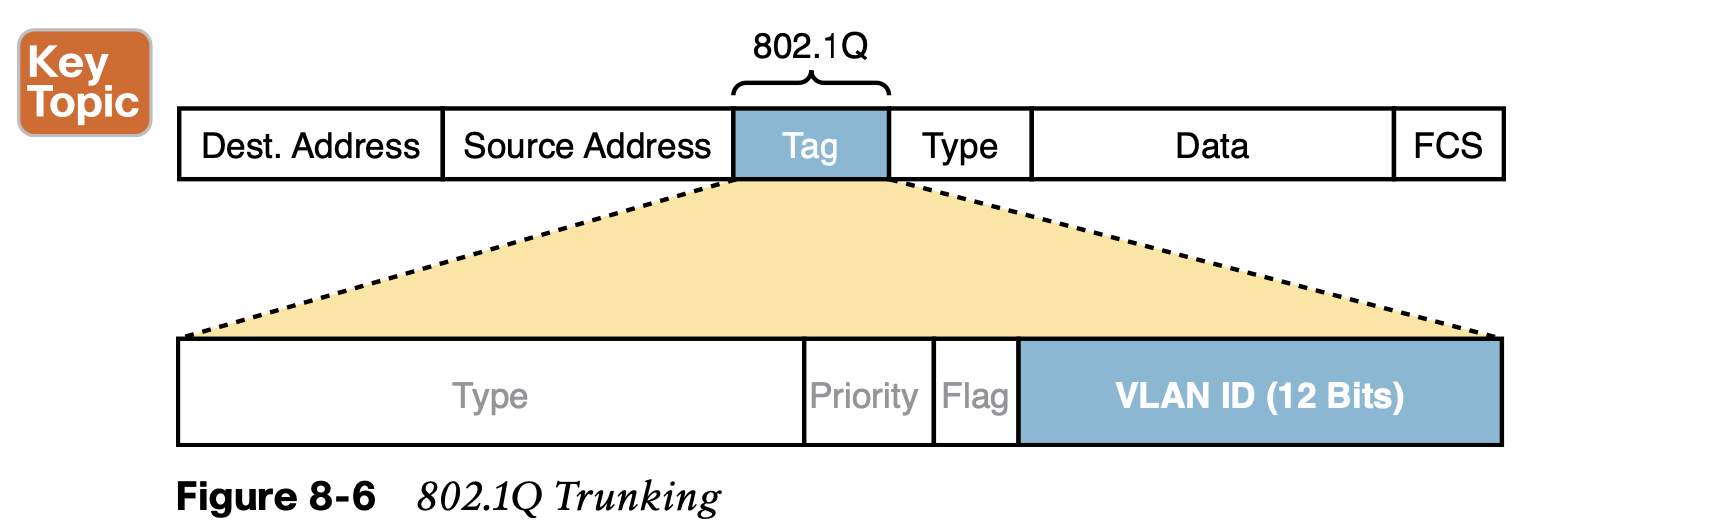 Key
Topic
802.1Q
Dest. Address Source Address Tag Type Data FCS
Type Priority Flag VLAN ID (12 Bits)
Figure 8-6 802.1Q Trunking